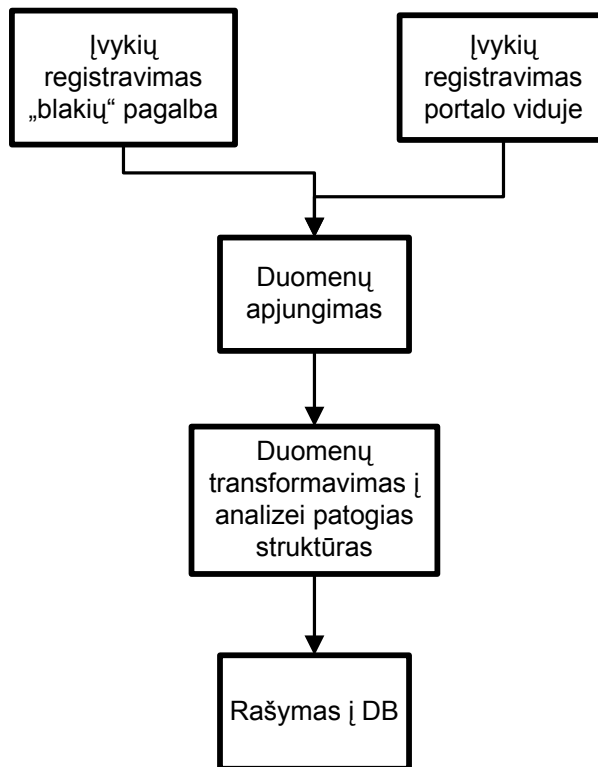 Įvykių
registravimas
„blakių“ pagalba
Įvykių
registravimas
portalo viduje
Duomenų
apjungimas
Duomenų
transformavimas į
analizei patogias
struktūras
Rašymas į DB